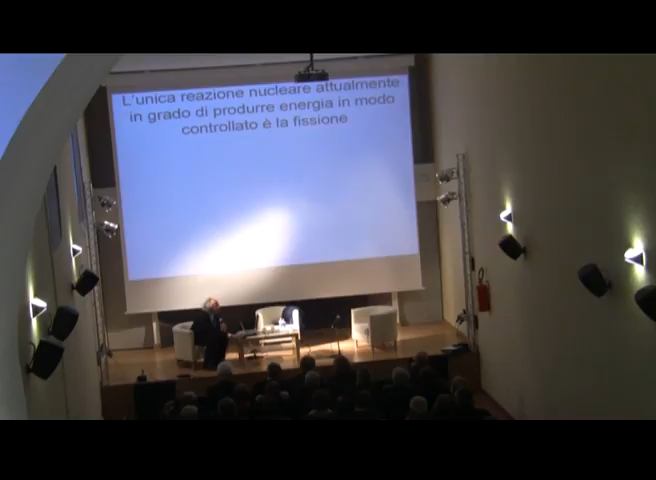 L'unica reazione nucleare attualmente
in grado di produrre energia in modo
controllato è la fissione